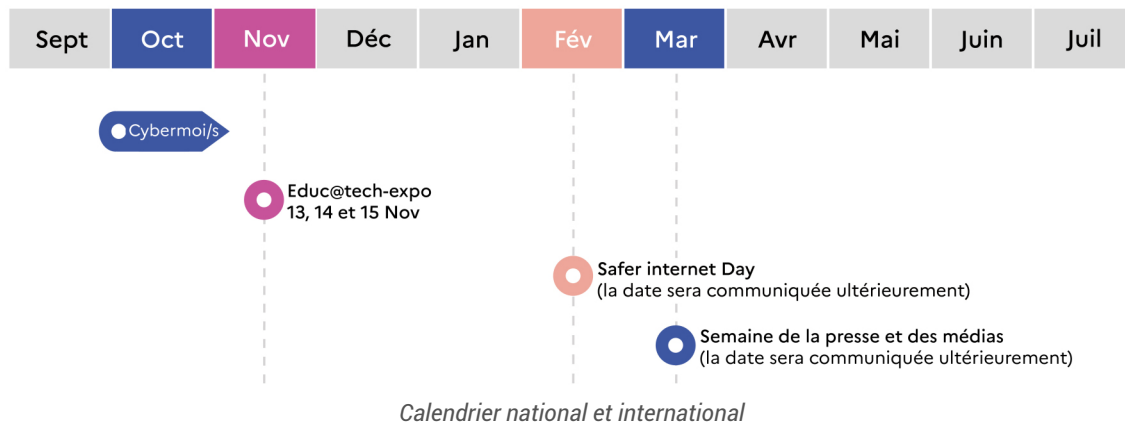 Sept Oct Nov Déc Jan Fév Mar Avr Mai Juin Juil
Cybermoi/s
Educ@tech-expo
13, 14 et 15 Nov
Safer internet Day
(la date sera communiquée ultérieurement)
Semaine de la presse et des médias
(la date sera communiquée ultérieurement)
Calendrier national et international